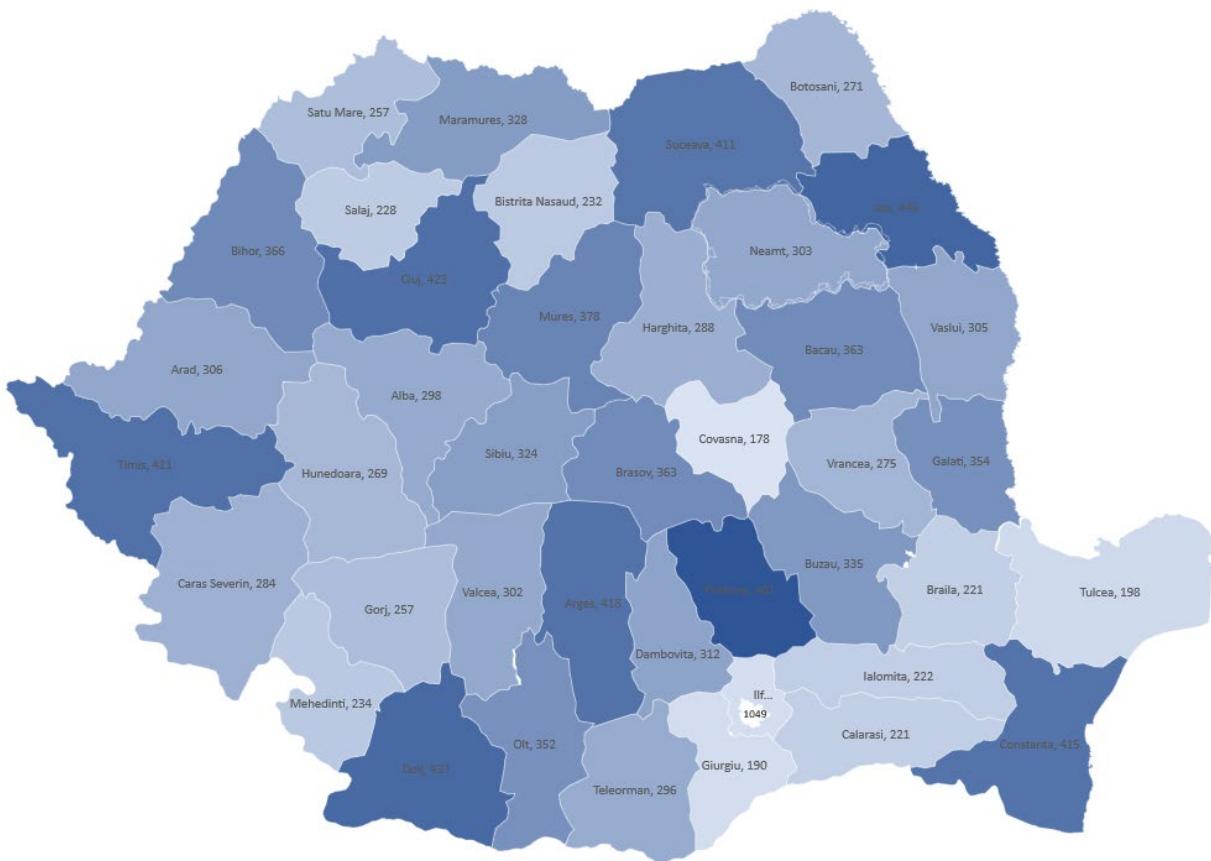 Botosani, 271
Satu Mare, 257
Maramures, 328
Suceava, 411
Bistrita Nasaud, 232
Salaj, 228
Bihor, 366
Neamt, 303
Cluj, 423
Mures, 378
Harghita, 288
Vaslui, 305
Bacau, 363
Arad, 306
Alba, 298
Covasna, 178
Sibiu, 324
Timis, 421
Hunedoara, 269
Brasov, 363
Vrancea, 275
Galati, 354
Buzau, 335
Caras Severin, 284
Valcea, 302
Braila, 221
Tulcea, 198
Arges, 418
Gorj, 257
Dambovita, 312
Ialomita, 222
Ilf...
Mehedinti, 234
1049
Calarasi, 221
Olt, 352
Constanta, 415
Giurgiu, 190
Teleorman, 296